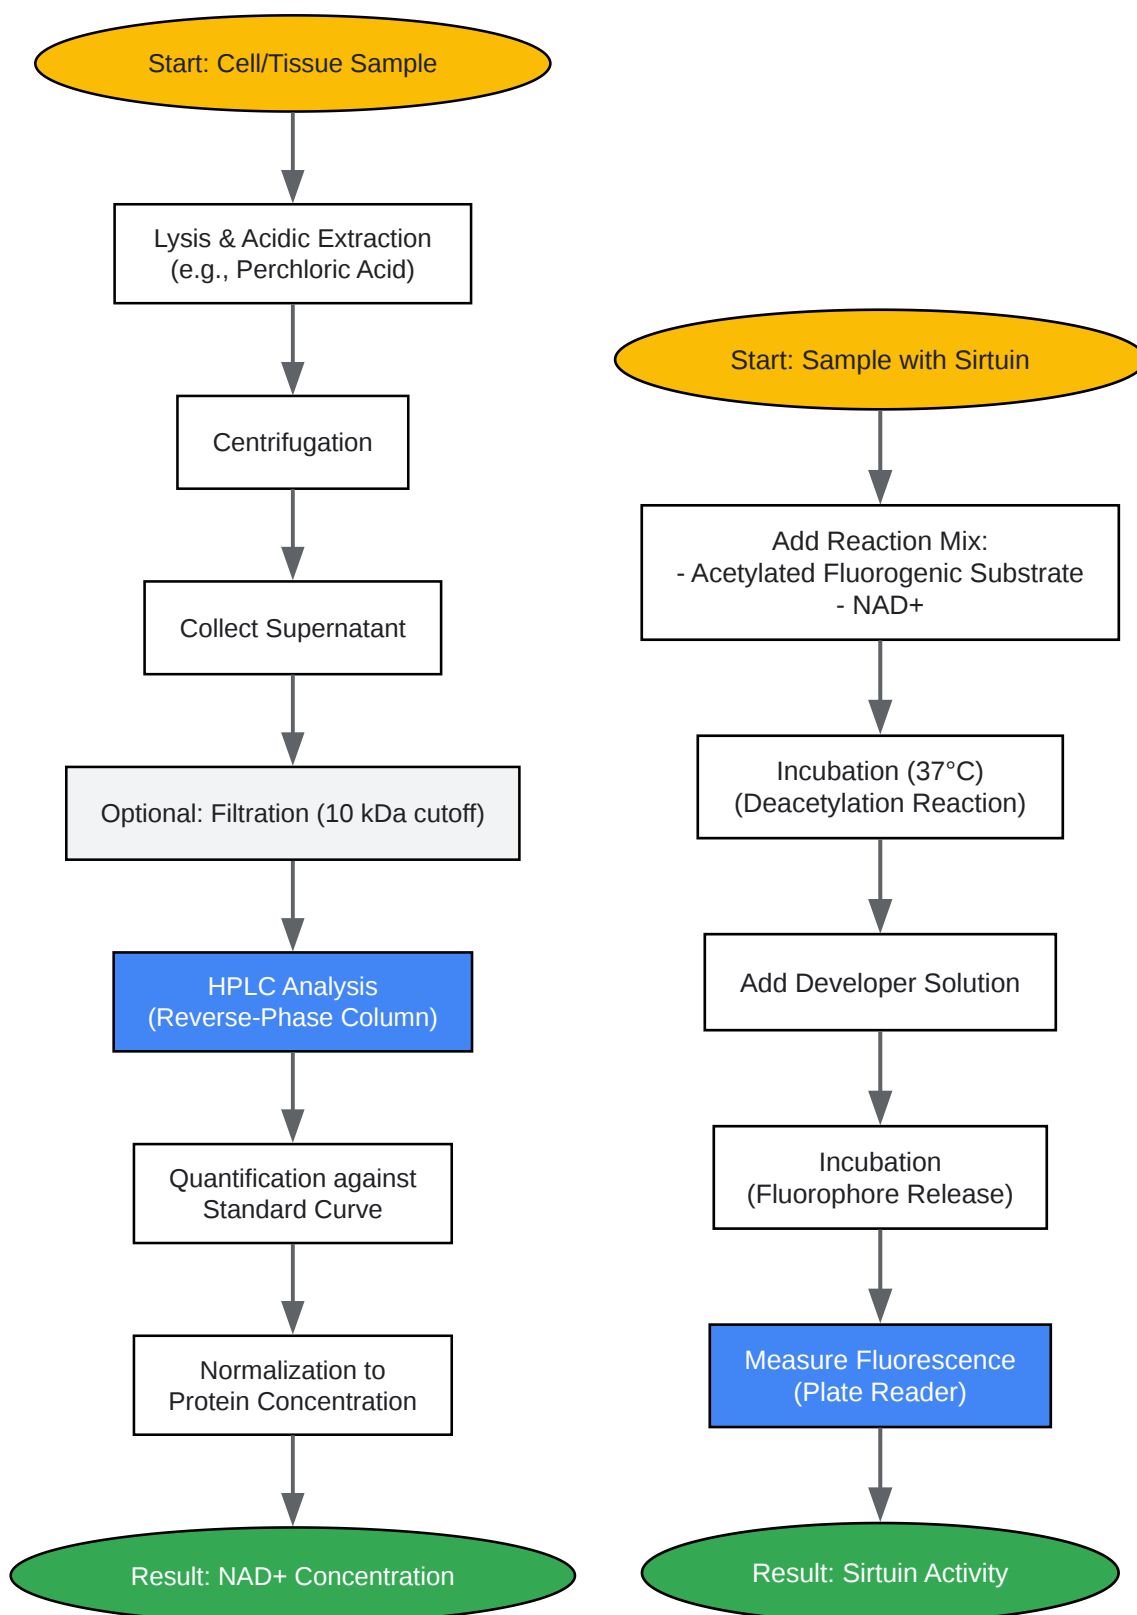 Start: Cell/Tissue Sample
Lysis & Acidic Extraction
(e.g., Perchloric Acid)
Centrifugation
Collect Supernatant
Optional: Filtration (10 kDa cutoff)
HPLC Analysis
(Reverse-Phase Column)
Quantification against
Standard Curve
Normalization to
Protein Concentration
Result: NAD+ Concentration
Start: Sample with Sirtuin
Add Reaction Mix:
- Acetylated Fluorogenic Substrate
- NAD+
Incubation (37°C)
(Deacetylation Reaction)
Add Developer Solution
Incubation
(Fluorophore Release)
Measure Fluorescence
(Plate Reader)
Result: Sirtuin Activity